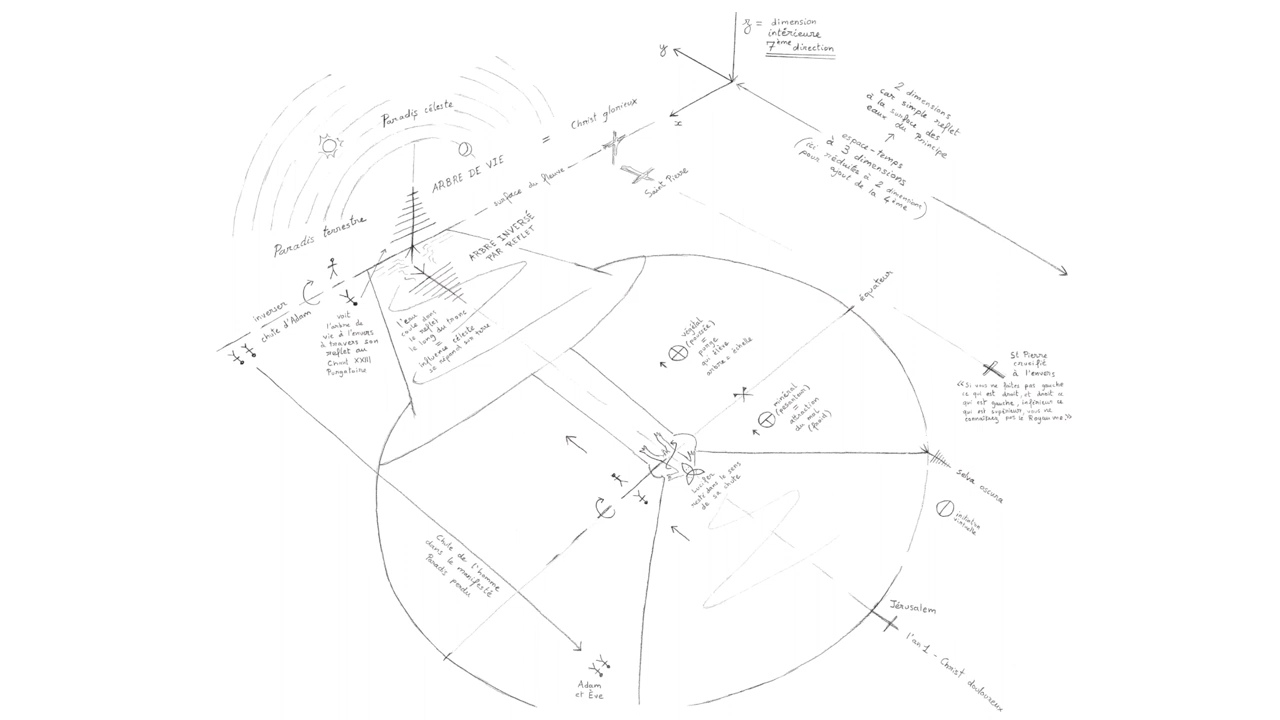 z = dimension
intérieure
7ème direction
y
x
2 dimensions
car simple reflet
à la surface des
eaux du Principe
espace-temps
à 3 dimensions
(ici réduites à 2 dimensions
pour ajout de la 4ème)
Paradis céleste
= Christ glorieux
ARBRE DE VIE
surface du fleuve
Saint Pierre
Paradis terrestre
ARBRE INVERSÉ
PAR REFLET
inverser
chute d'Adam
voit
l'arbre de
vie à l'envers
à travers son
reflet au
Chant XXIII
Purgatoire
l'eau
coule dans
le reflet
le long du tronc
=
influence céleste
se répand sur terre
équateur
végétal
(poussée)
=
purge
qui élève
arbre = échelle
minéral
(pesanteur)
=
attraction
du mal
(fond)
St Pierre
crucifié
à l'envers
"Si vous ne faites pas gauche
ce qui est droit, et droit ce
qui est gauche, inférieur ce
qui est supérieur, vous ne
connaîtrez pas le Royaume."
selva oscura
initiation
virtuelle
Lucifer
resté dans le sens
de sa chute
Chute de l'homme
dans le manifesté
Paradis perdu
Jérusalem
l'an 1 - Christ douloureux
Adam
et Ève